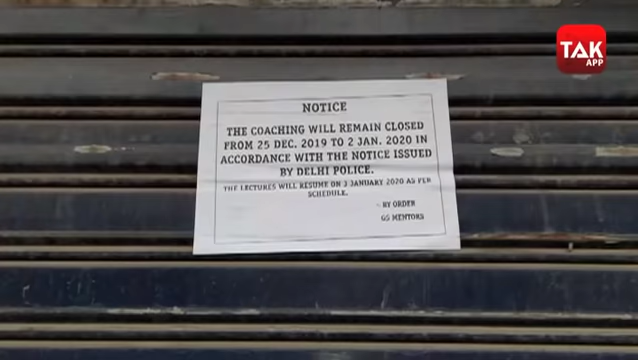 TAK
APP
NOTICE
THE COACHING WILL REMAIN CLOSED
FROM 25 DEC. 2019 TO 2 JAN. 2020 IN
ACCORDANCE WITH THE NOTICE ISSUED
BY DELHI POLICE.
THE LECTURES WILL RESUME ON 3 JANUARY 2020 AS PER
SCHEDULE.
~ BY ORDER
GS MENTORS